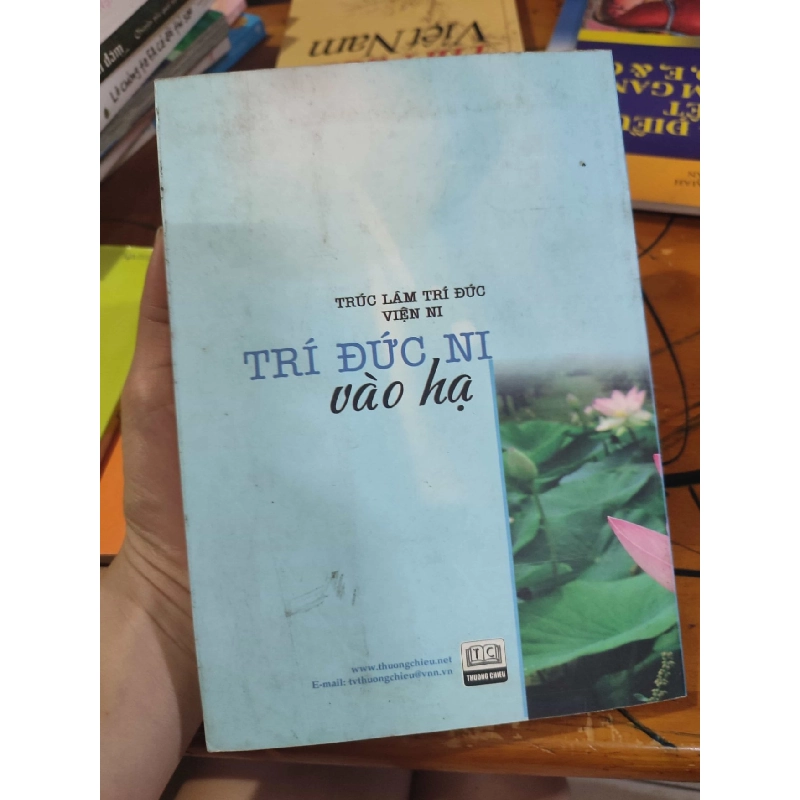 Việt Nam
TRÚC LÂM TRÍ ĐỨC
VIỆN NI
TRÍ ĐỨC NI
vào hạ
www.thuongchieu.net
E-mail: tvthuongchieu@vnn.vn
TC
THUONG CHIEU